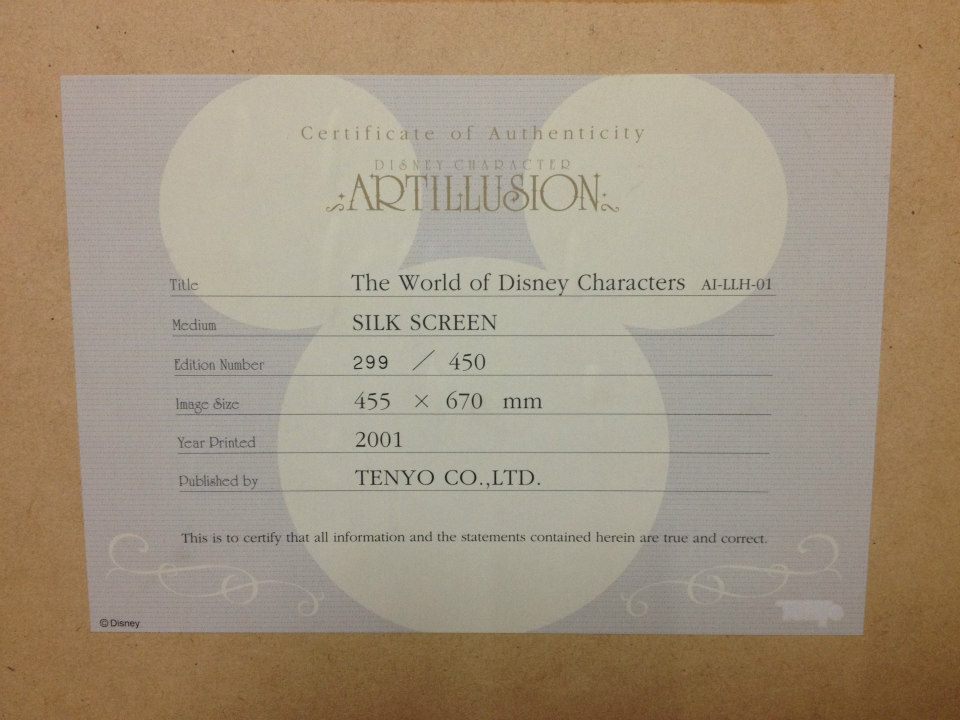 Certificate of Authenticity
DISNEY CHARACTER
ARTILLUSION
Title The World of Disney Characters AI-LLH-01
Medium SILK SCREEN
Edition Number 299 / 450
Image Size 455 × 670 mm
Year Printed 2001
Published by TENYO CO.,LTD.
This is to certify that all information and the statements contained herein are true and correct.
© Disney